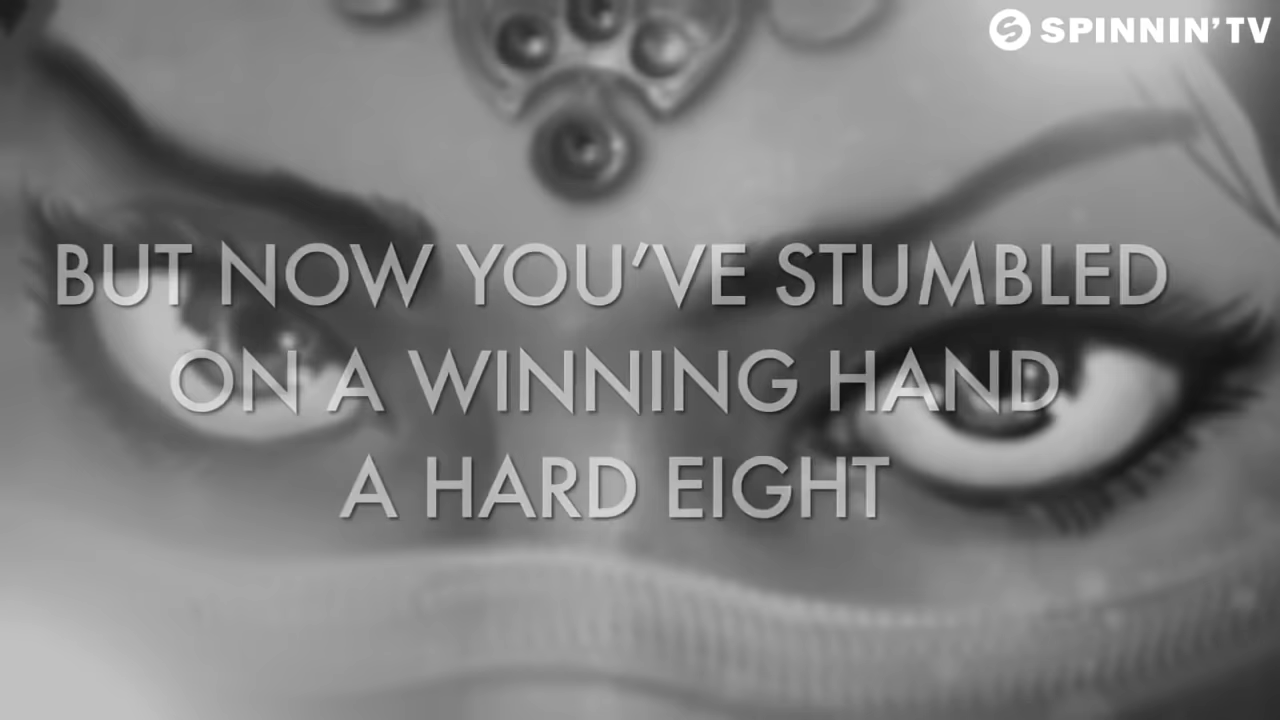 SPINNIN' TV
BUT NOW YOU'VE STUMBLED
ON A WINNING HAND
A HARD EIGHT